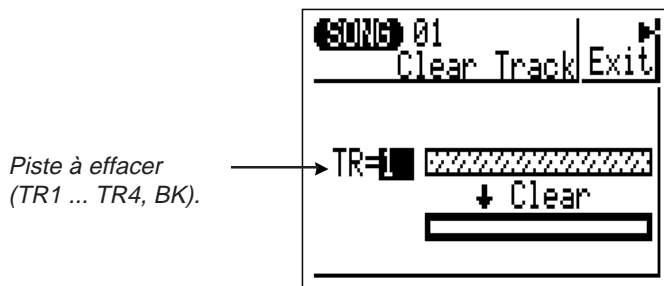 SONG 01
Clear Track Exit
Piste à effacer
(TR1 ... TR4, BK).
TR=1
Clear